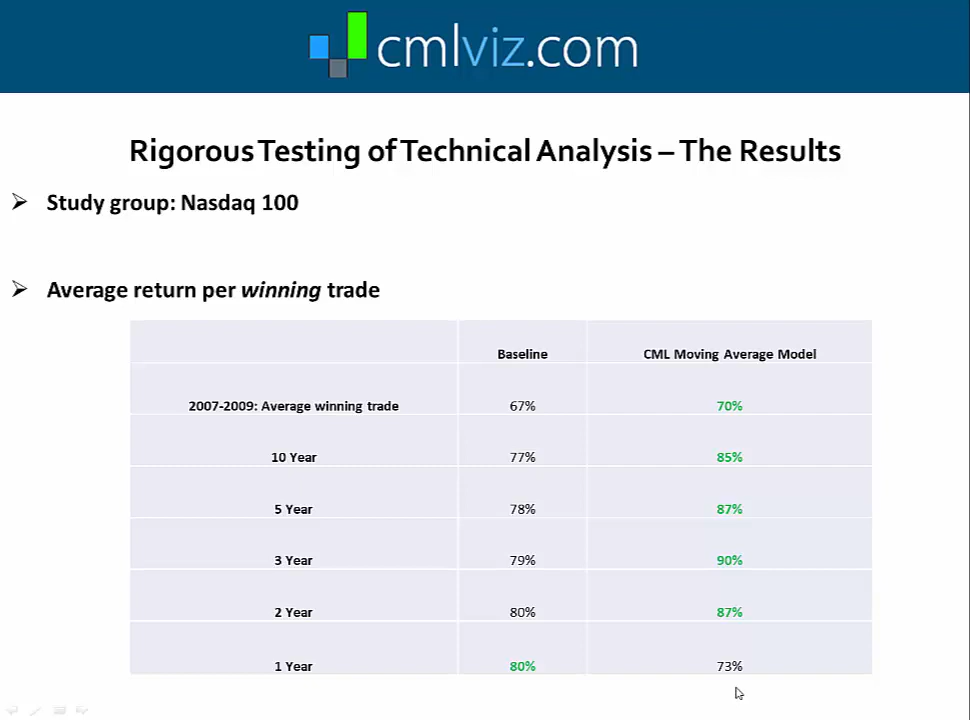 cmlviz.com
Rigorous Testing of Technical Analysis – The Results
Study group: Nasdaq 100
Average return per winning trade
Baseline CML Moving Average Model
2007-2009: Average winning trade 67% 70%
10 Year 77% 85%
5 Year 78% 87%
3 Year 79% 90%
2 Year 80% 87%
1 Year 80% 73%